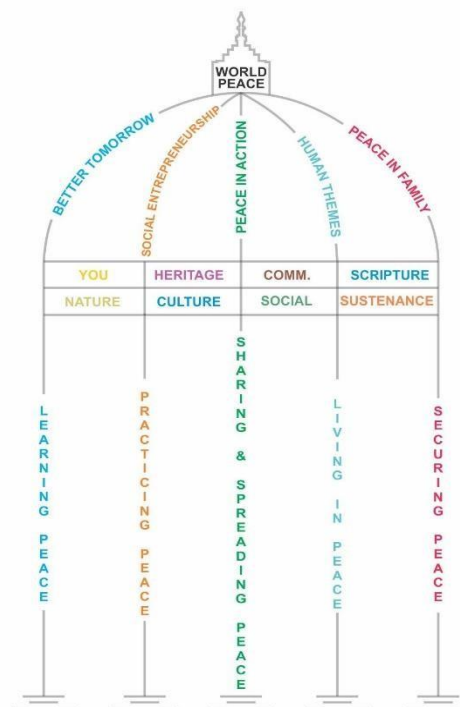 WORLD
PEACE
BETTER TOMORROW
SOCIAL ENTREPRENEURSHIP
PEACE IN ACTION
HUMAN THEMES
PEACE IN FAMILY
YOU HERITAGE COMM. SCRIPTURE
NATURE CULTURE SOCIAL SUSTENANCE
LEARNING PEACE
PRACTICING PEACE
SHARING & SPREADING PEACE
LIVING IN PEACE
SECURING PEACE